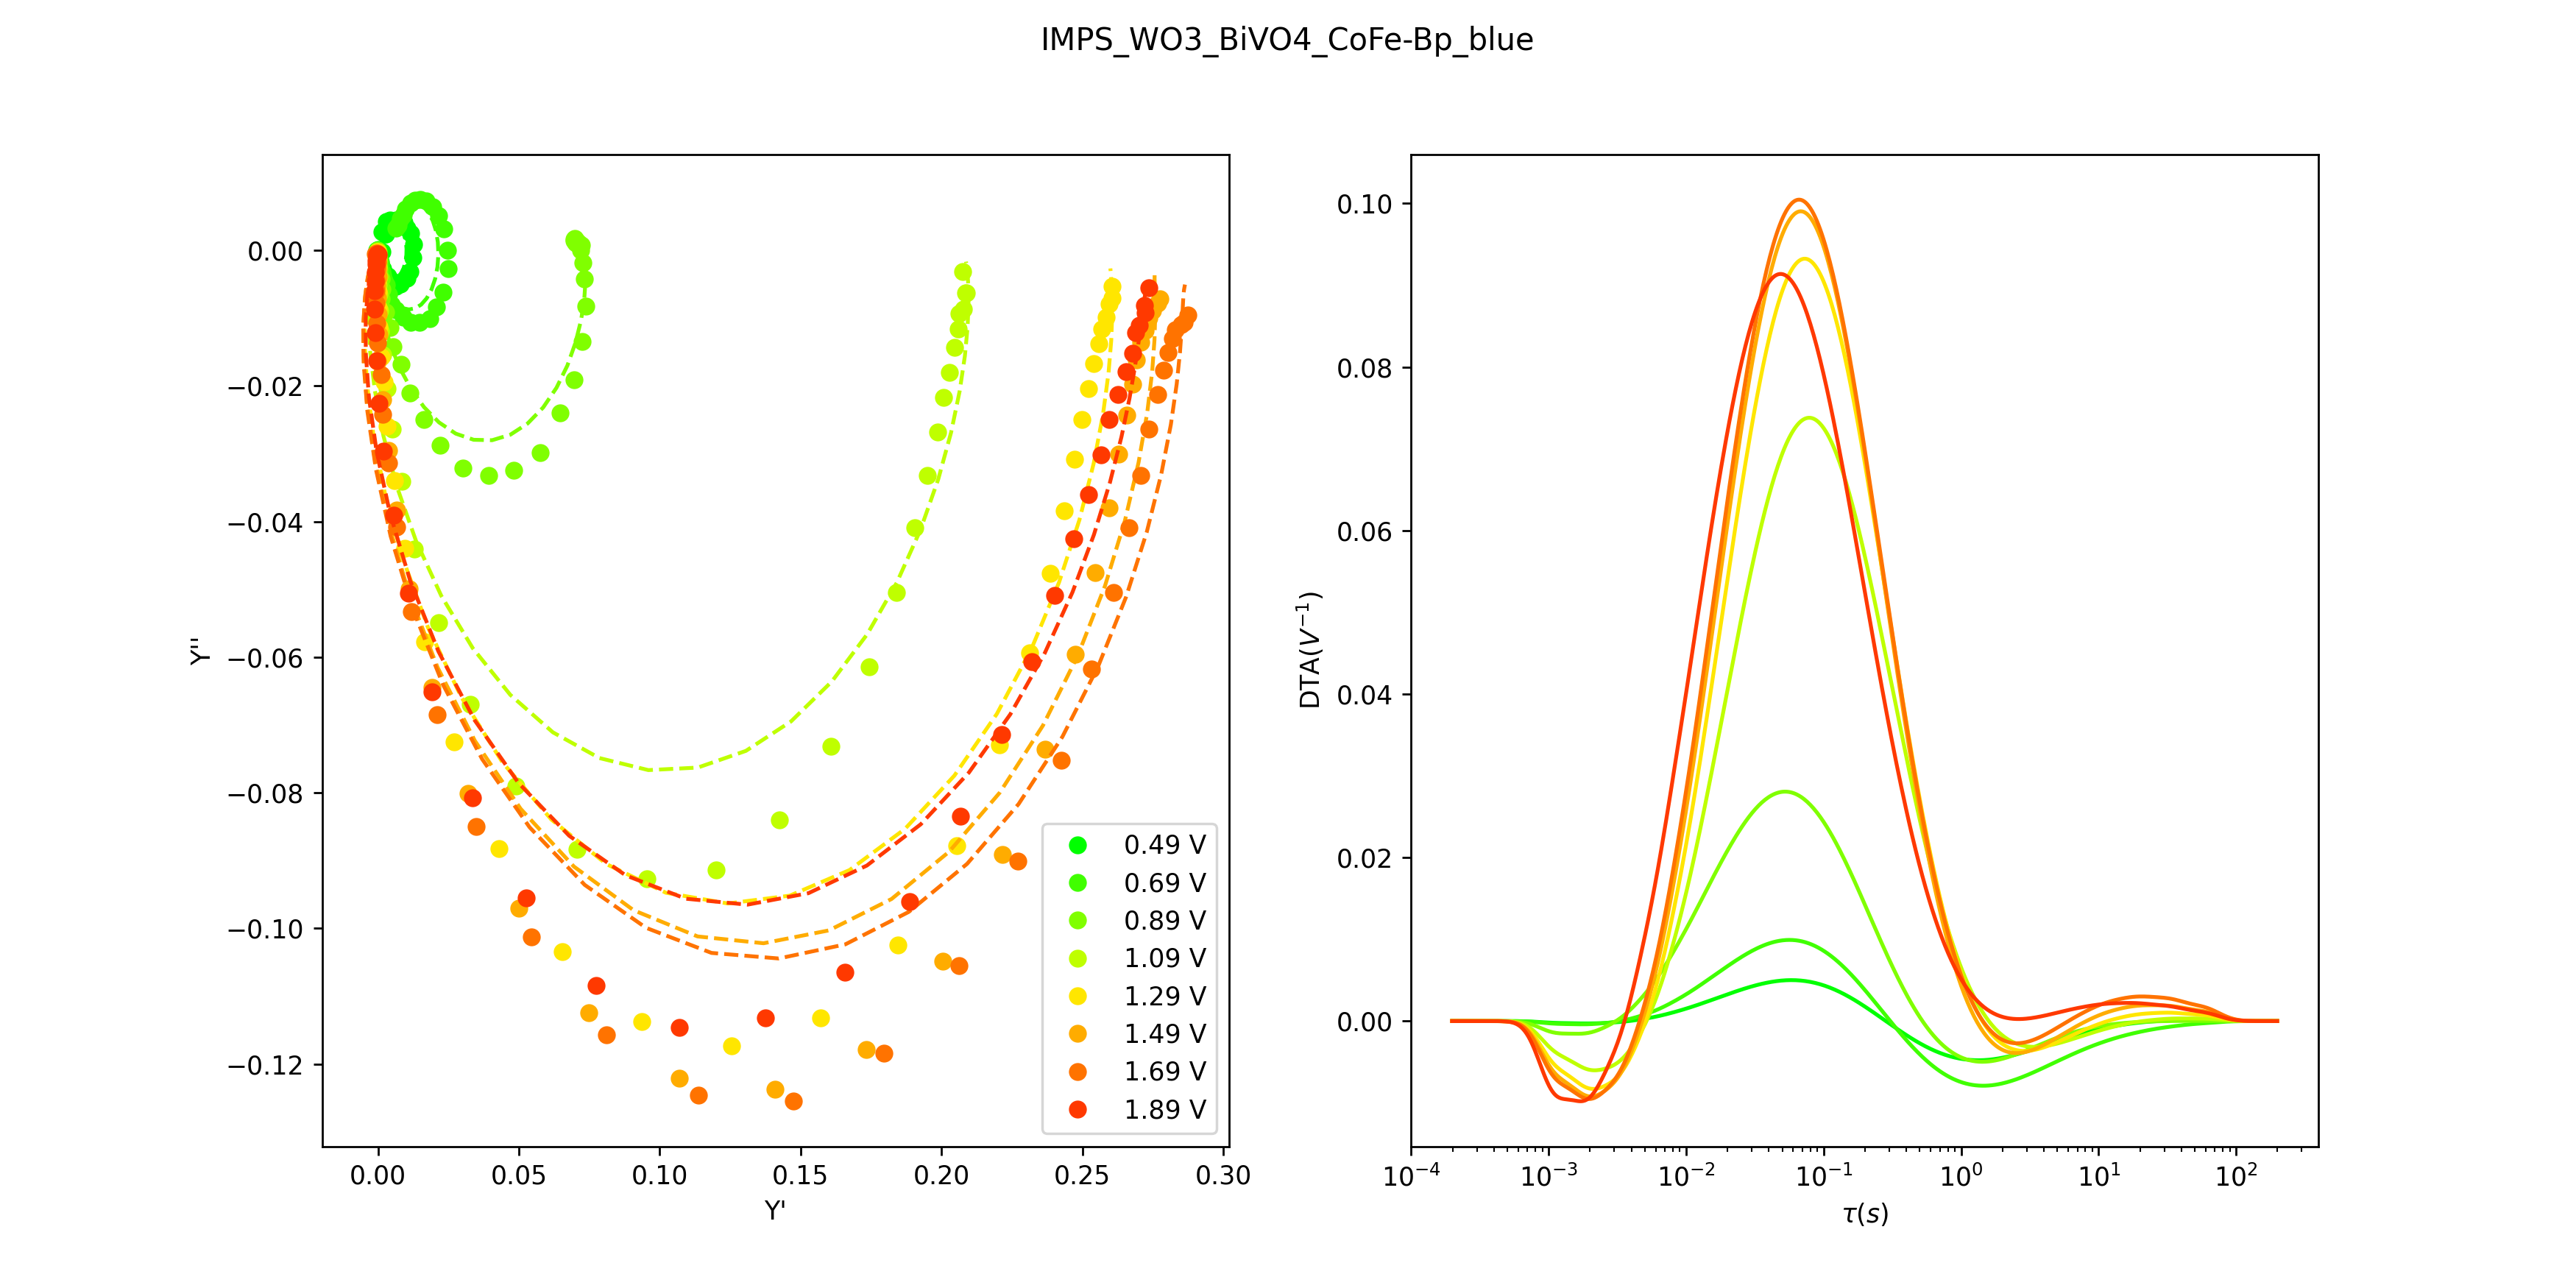 IMPS_WO3_BiVO4_CoFe-Bp_blue
0.00
−0.02
−0.04
−0.06
−0.08
−0.10
−0.12
Y''
0.00 0.05 0.10 0.15 0.20 0.25 0.30
Y'
0.49 V
0.69 V
0.89 V
1.09 V
1.29 V
1.49 V
1.69 V
1.89 V
0.10
0.08
0.06
0.04
0.02
0.00
DTA(V⁻¹)
10⁻⁴ 10⁻³ 10⁻² 10⁻¹ 10⁰ 10¹ 10²
τ(s)